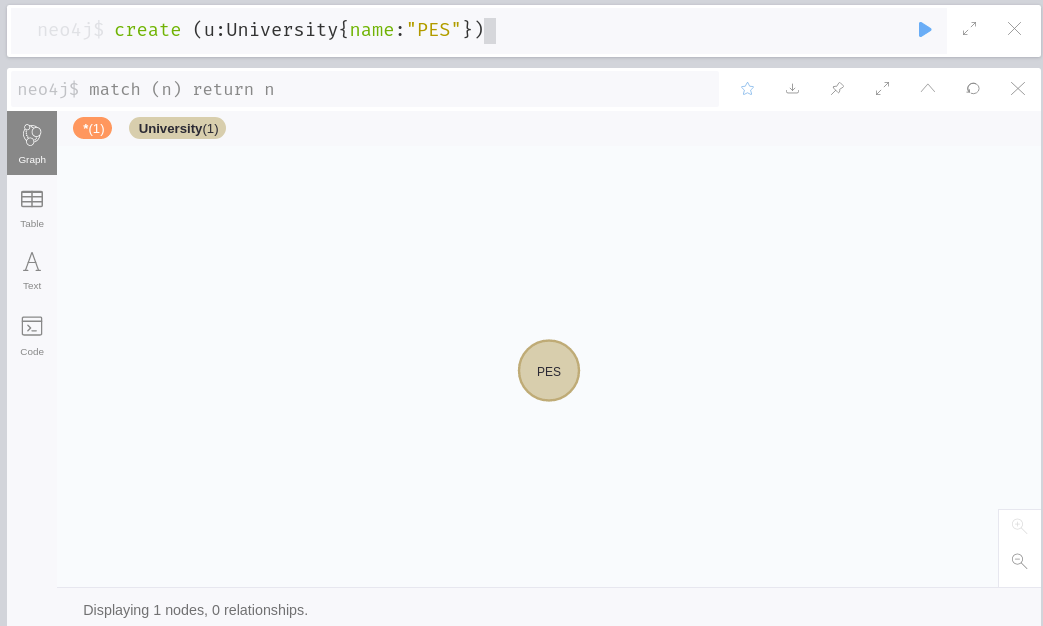 neo4j$ create (u:University{name:"PES"})
neo4j$ match (n) return n
*(1) University(1)
Graph
Table
Text
Code
PES
Displaying 1 nodes, 0 relationships.